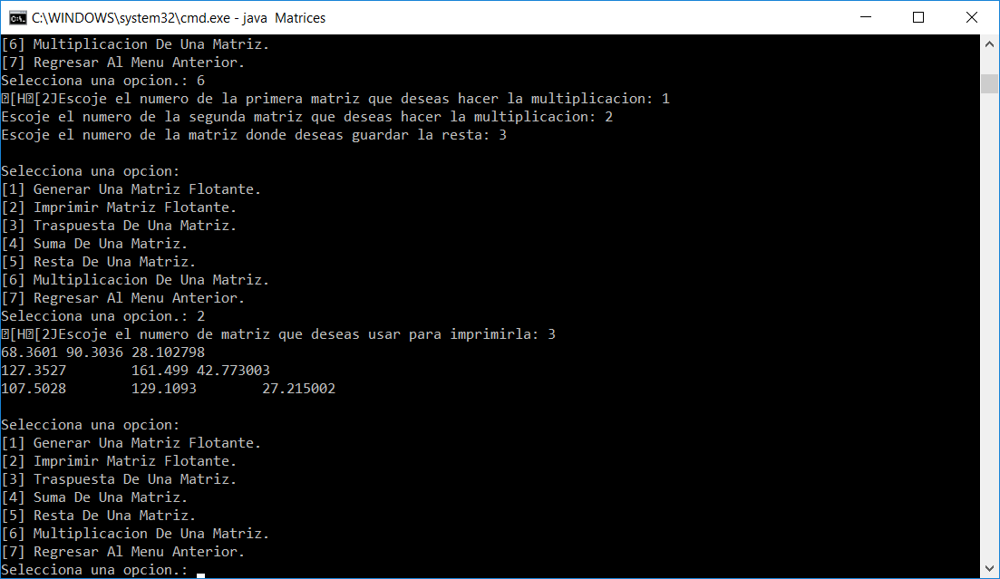 C:\WINDOWS\system32\cmd.exe - java  Matrices
[6] Multiplicacion De Una Matriz.
[7] Regresar Al Menu Anterior.
Selecciona una opcion.: 6
[H[2JEscoje el numero de la primera matriz que deseas hacer la multiplicacion: 1
Escoje el numero de la segunda matriz que deseas hacer la multiplicacion: 2
Escoje el numero de la matriz donde deseas guardar la resta: 3
Selecciona una opcion:
[1] Generar Una Matriz Flotante.
[2] Imprimir Matriz Flotante.
[3] Traspuesta De Una Matriz.
[4] Suma De Una Matriz.
[5] Resta De Una Matriz.
[6] Multiplicacion De Una Matriz.
[7] Regresar Al Menu Anterior.
Selecciona una opcion.: 2
[H[2JEscoje el numero de matriz que deseas usar para imprimirla: 3
68.3601 90.3036 28.102798
127.3527        161.499 42.773003
107.5028        129.1093        27.215002
Selecciona una opcion:
[1] Generar Una Matriz Flotante.
[2] Imprimir Matriz Flotante.
[3] Traspuesta De Una Matriz.
[4] Suma De Una Matriz.
[5] Resta De Una Matriz.
[6] Multiplicacion De Una Matriz.
[7] Regresar Al Menu Anterior.
Selecciona una opcion.: